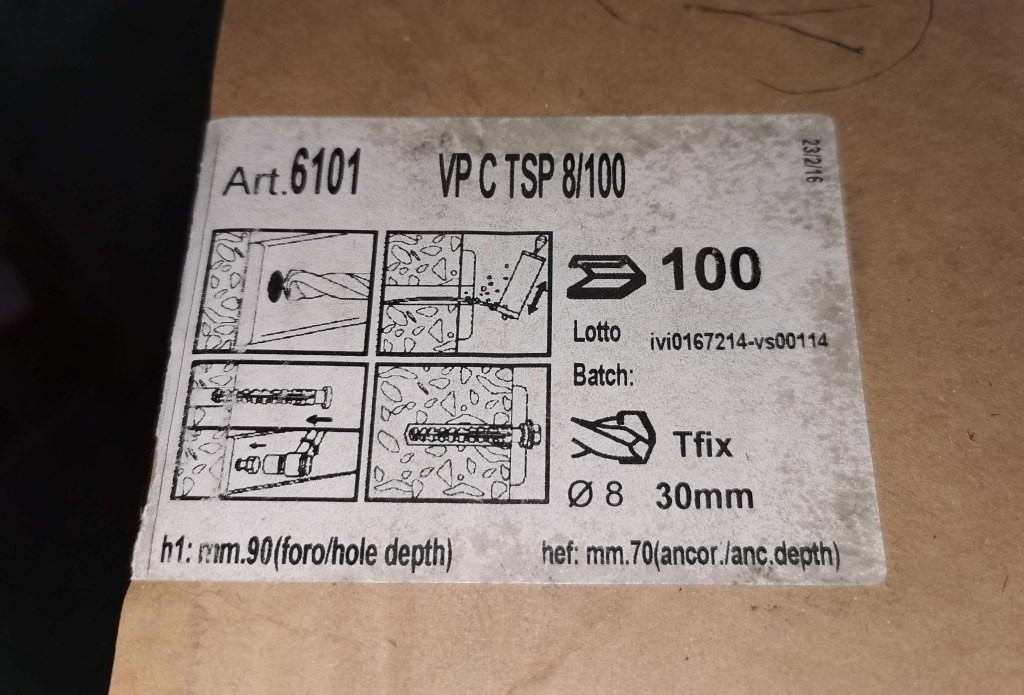 Art.6101 VP C TSP 8/100
23/2/16
100
Lotto ivi0167214-vs00114
Batch:
Tfix
Ø 8 30mm
h1: mm.90(foro/hole depth) hef: mm.70(ancor./anc.depth)